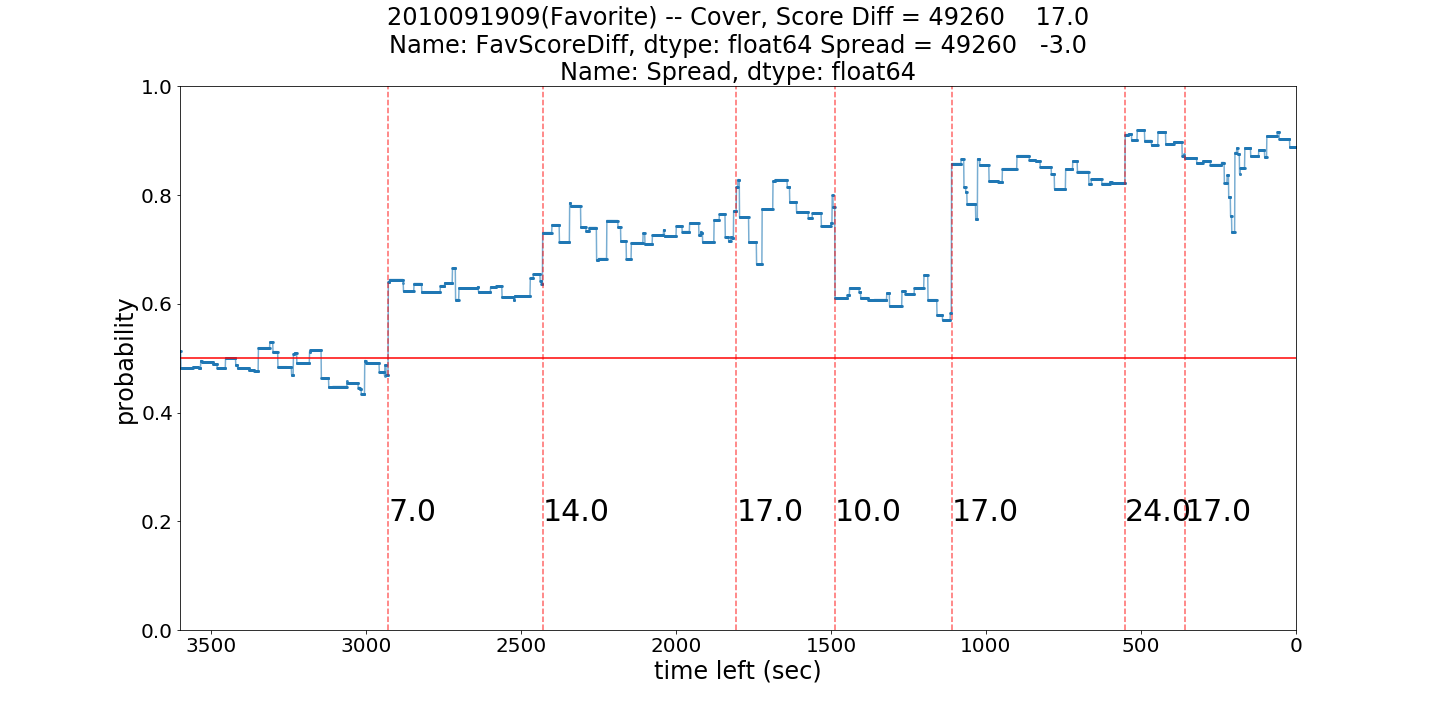 2010091909(Favorite) -- Cover, Score Diff = 49260    17.0
Name: FavScoreDiff, dtype: float64 Spread = 49260   -3.0
Name: Spread, dtype: float64
1.0
0.8
0.6
0.4
0.2
0.0
probability
7.0
14.0
17.0
10.0
17.0
24.0
17.0
3500 3000 2500 2000 1500 1000 500 0
time left (sec)